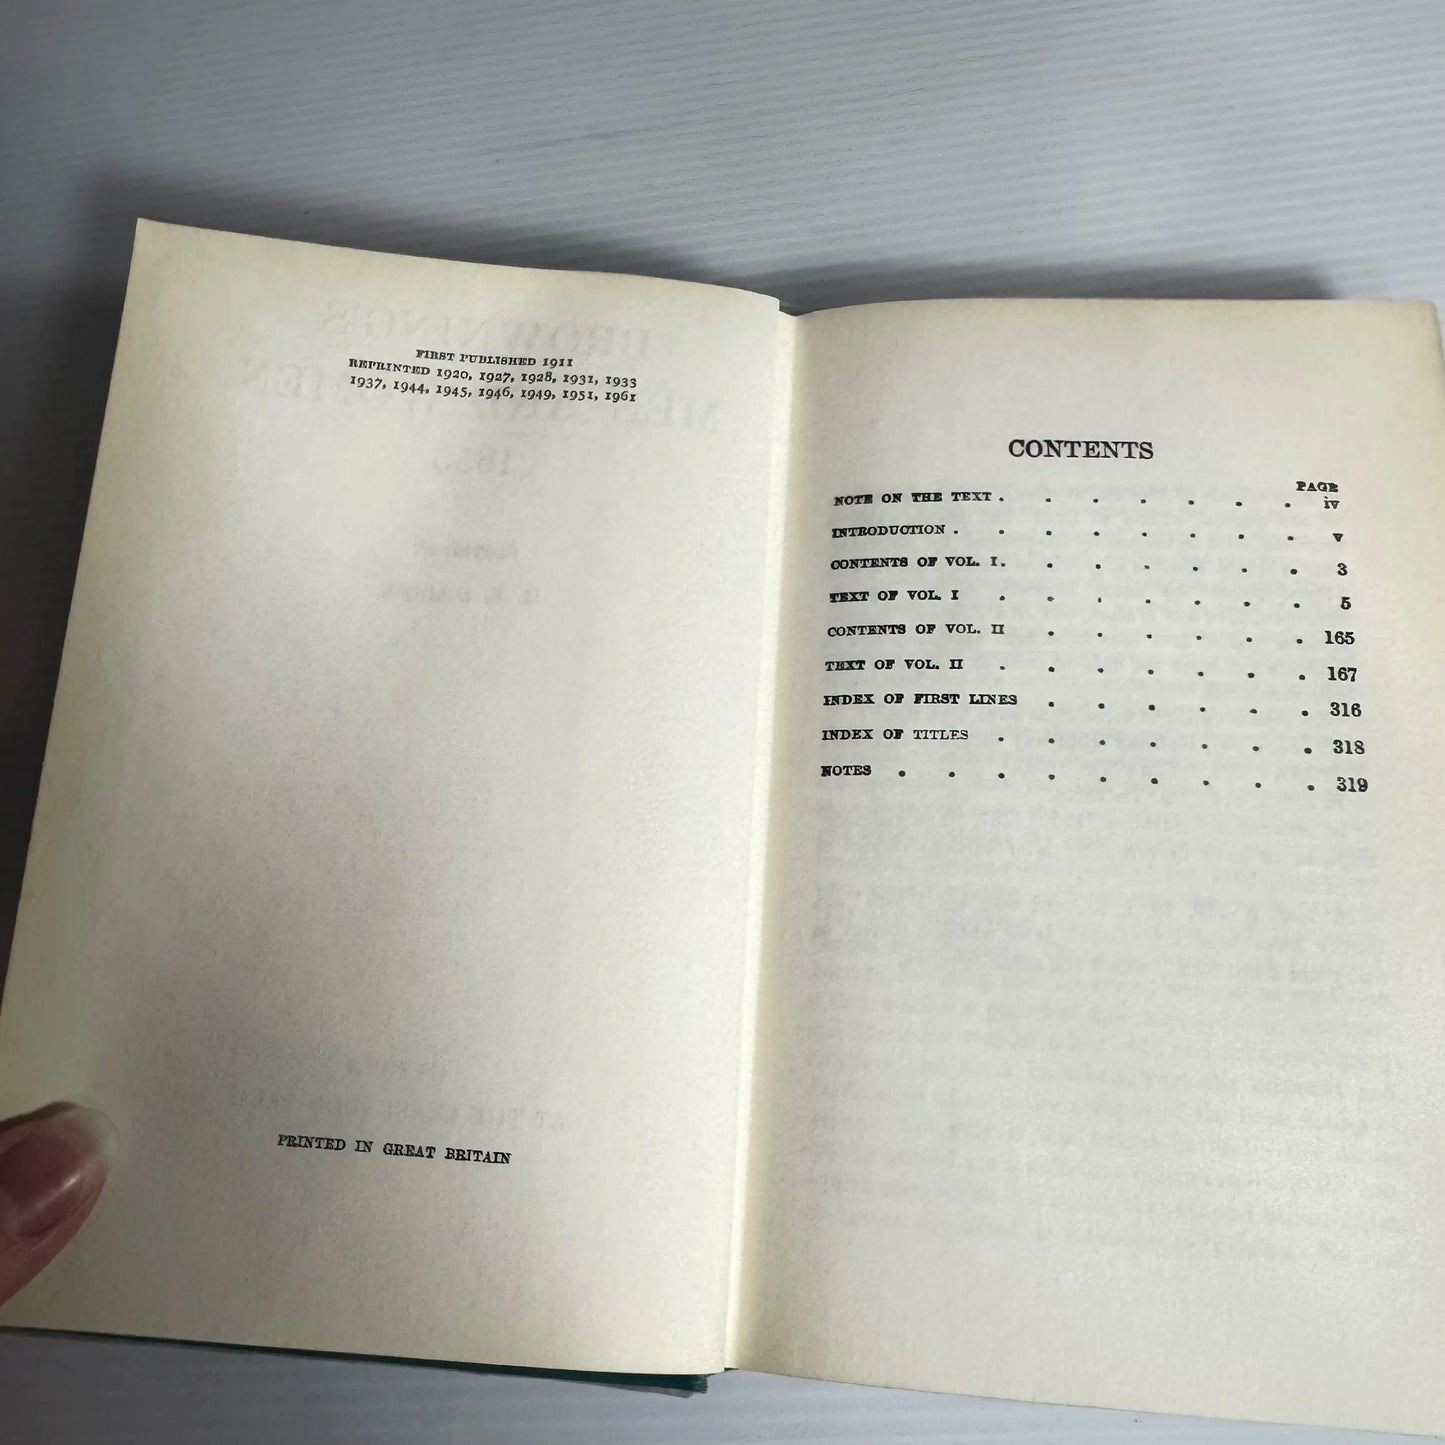 FIRST PUBLISHED 1911
REPRINTED 1920, 1927, 1928, 1931, 1933
1937, 1944, 1945, 1946, 1949, 1951, 1961
PRINTED IN GREAT BRITAIN
CONTENTS
PAGE
NOTE ON THE TEXT . . . . . . . iv
INTRODUCTION . . . . . . . . v
CONTENTS OF VOL. I . . . . . . . 3
TEXT OF VOL. I . . . . . . . 5
CONTENTS OF VOL. II . . . . . . 165
TEXT OF VOL. II . . . . . . . 167
INDEX OF FIRST LINES . . . . . . 316
INDEX OF TITLES . . . . . . . 318
NOTES . . . . . . . . . 319